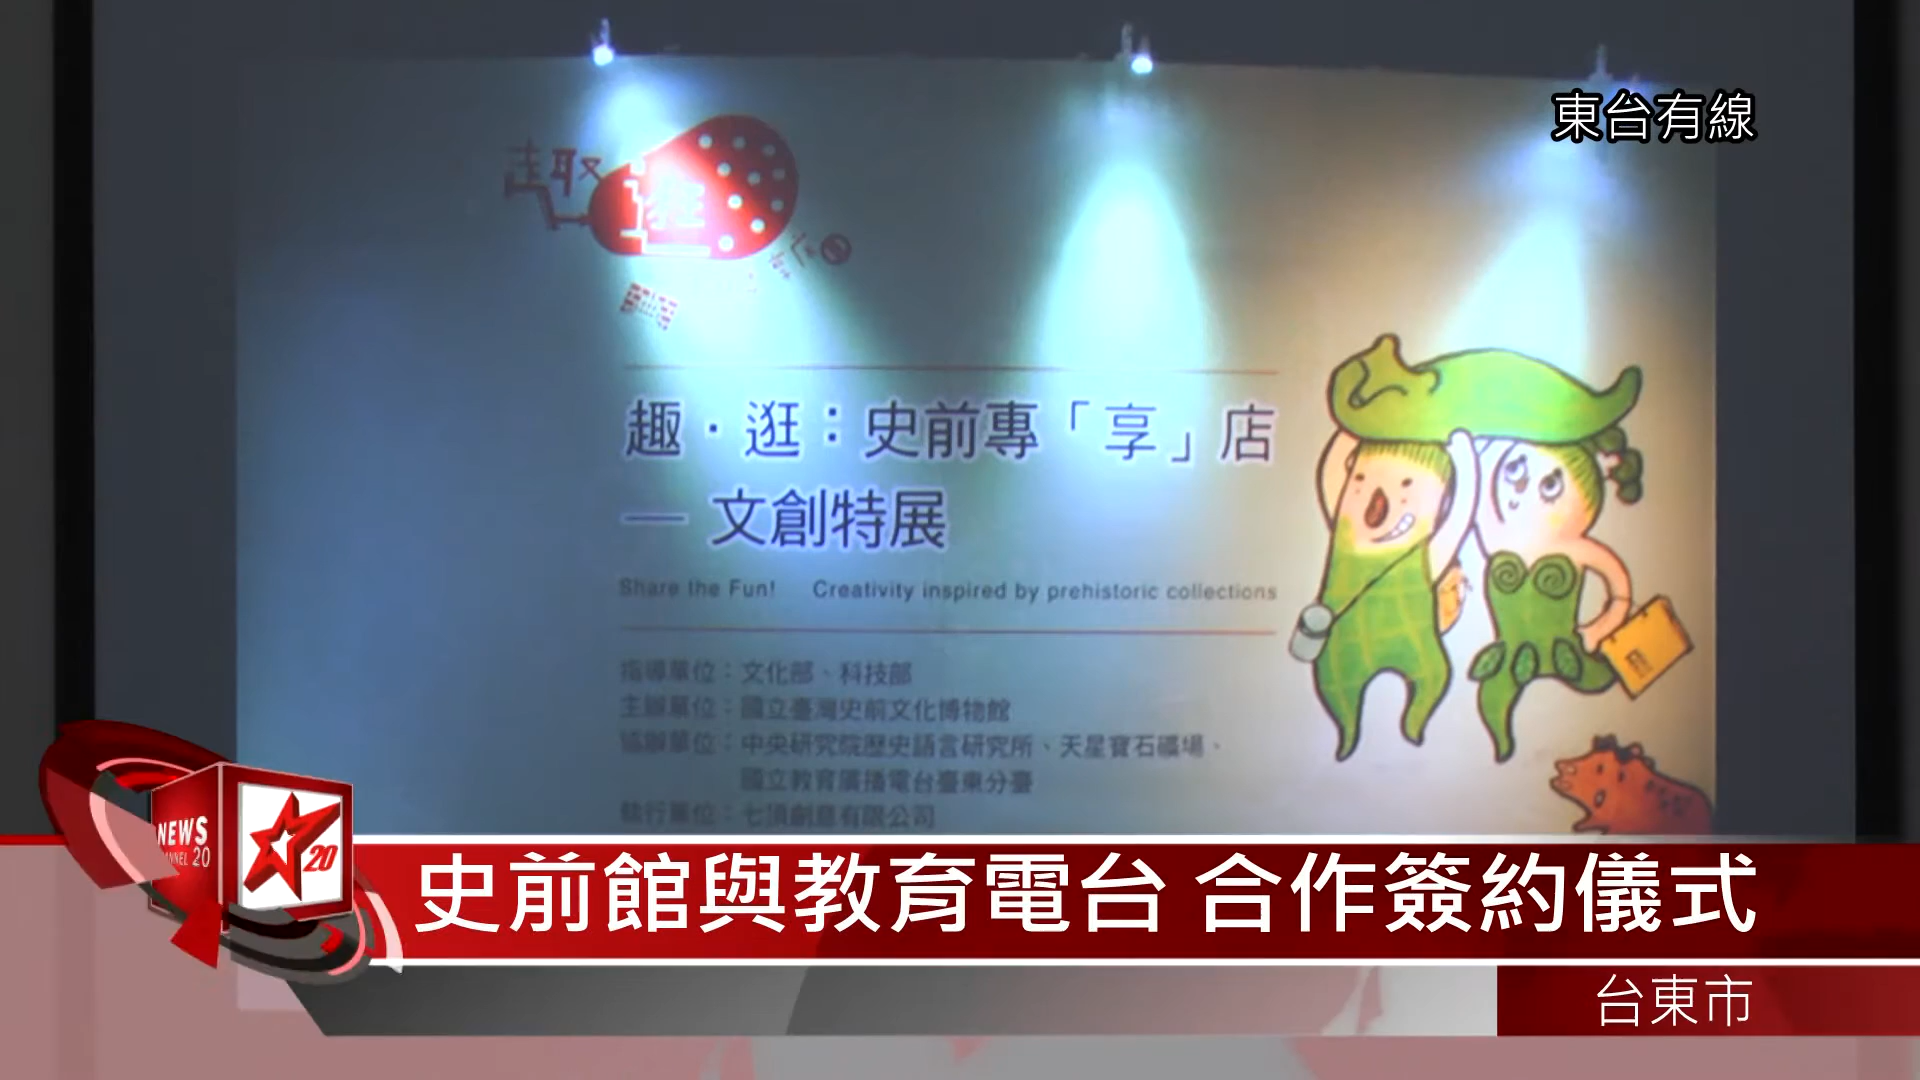 東台有線
趣
逛
趣・逛：史前專「享」店
— 文創特展
Share the Fun! Creativity inspired by prehistoric collections
指導單位：文化部、科技部
主辦單位：國立臺灣史前文化博物館
協辦單位：中央研究院歷史語言研究所、天星寶石礦場、
國立教育廣播電台臺東分臺
執行單位：七頂創意有限公司
NEWS
20
20
史前館與教育電台 合作簽約儀式
台東市